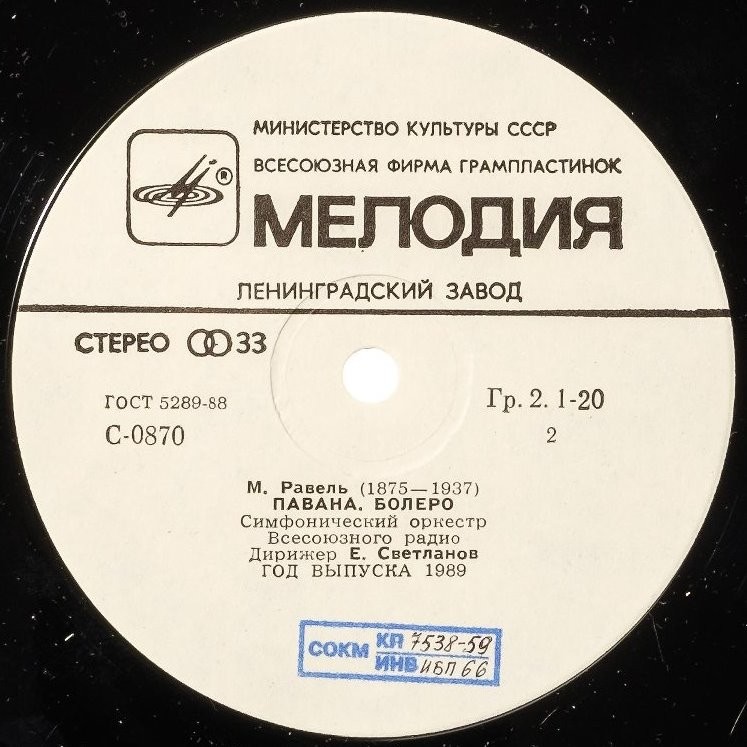 МИНИСТЕРСТВО КУЛЬТУРЫ СССР
ВСЕСОЮЗНАЯ ФИРМА ГРАМПЛАСТИНОК
®
МЕЛОДИЯ
ЛЕНИНГРАДСКИЙ ЗАВОД
СТЕРЕО 33
ГОСТ 5289-88
Гр. 2. 1-20
С-0870
2
М. Равель (1875—1937)
ПАВАНА. БОЛЕРО
Симфонический оркестр
Всесоюзного радио
Дирижер Е. Светланов
ГОД ВЫПУСКА 1989
СОКМ КП 7538-59
ИНВ ИВП 66